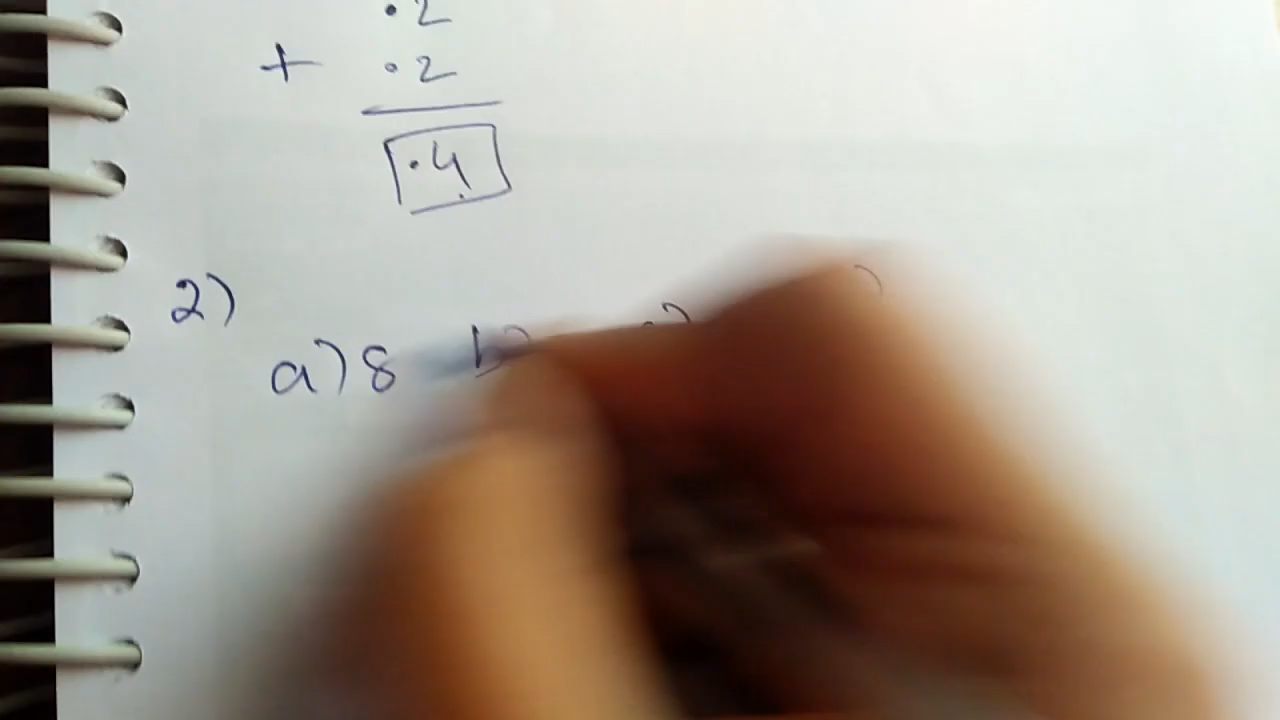 .2
+ .2
.4
2)
a) 8 b)